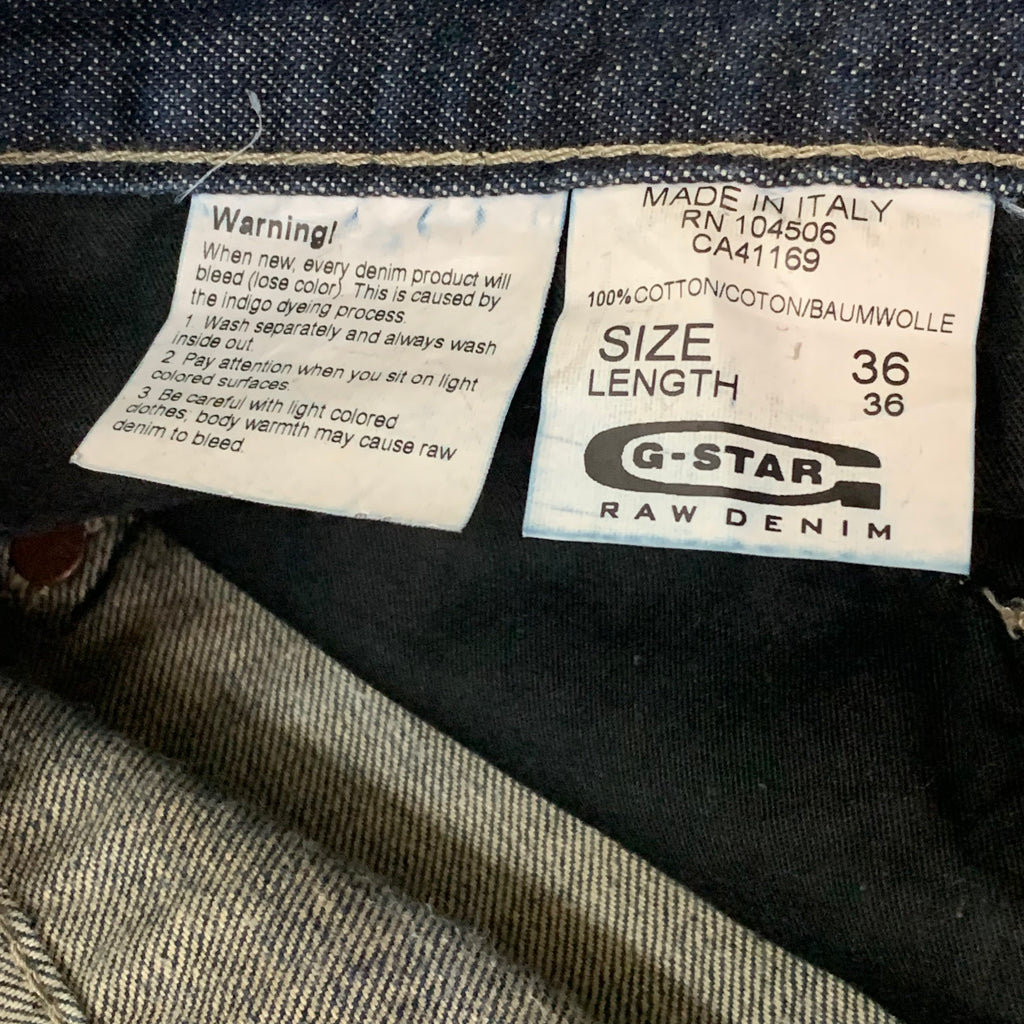 Warning!
When new, every denim product will
bleed (lose color). This is caused by
the indigo dyeing process.
1. Wash separately and always wash
inside out
2. Pay attention when you sit on light
colored surfaces.
3. Be careful with light colored
clothes, body warmth may cause raw
denim to bleed.
MADE IN ITALY
RN 104506
CA41169
100% COTTON/COTON/BAUMWOLLE
SIZE 36
LENGTH 36
G-STAR
RAW DENIM